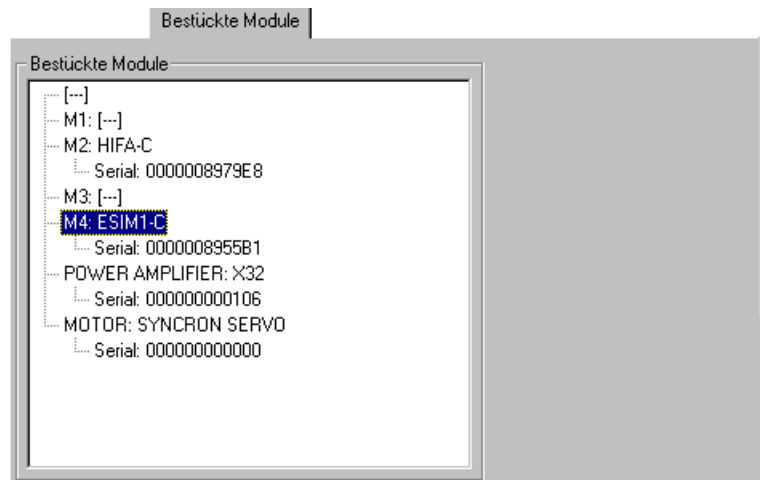 Bestückte Module
Bestückte Module
[---]
M1: [---]
M2: HIFA-C
Serial: 0000008979E8
M3: [---]
M4: ESIM1-C
Serial: 0000008955B1
POWER AMPLIFIER: X32
Serial: 000000000106
MOTOR: SYNCRON SERVO
Serial: 000000000000